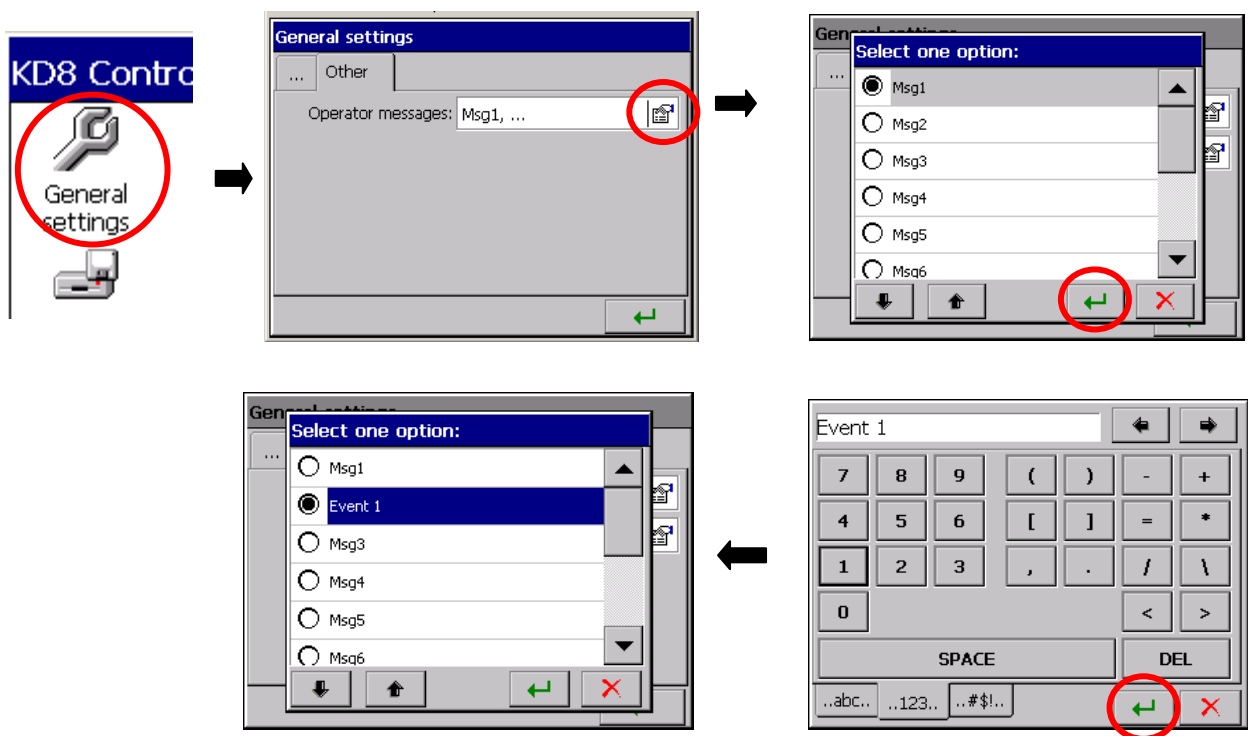 KD8 Contro
General
settings
General settings
... Other
Operator messages: Msg1, ...
Gen
...
Select one option:
Msg1
Msg2
Msg3
Msg4
Msg5
Msg6
Gen
...
Select one option:
Msg1
Event 1
Msg3
Msg4
Msg5
Msg6
Event 1
7 8 9 ( ) - +
4 5 6 [ ] = *
1 2 3 , . / \
0 < >
SPACE DEL
..abc.. ..123.. ..#$!..